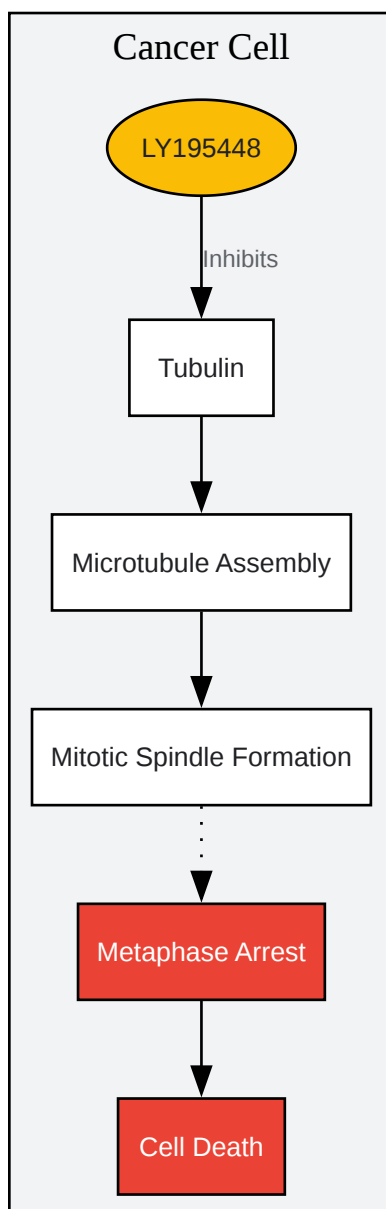 Cancer Cell
LY195448
Inhibits
Tubulin
Microtubule Assembly
Mitotic Spindle Formation
Metaphase Arrest
Cell Death